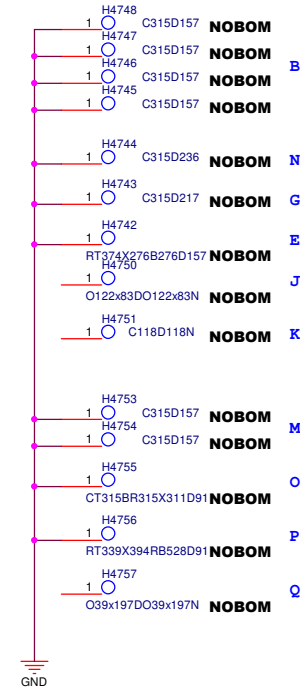 H4748
1 C315D157 NOBOM
H4747
1 C315D157 NOBOM
B
H4746
1 C315D157 NOBOM
H4745
1 C315D157 NOBOM
H4744
1 C315D236 NOBOM N
H4743
1 C315D217 NOBOM G
H4742
1 E
RT374X276B276D157 NOBOM
H4750
1 J
O122x83DO122x83N NOBOM
H4751
1 C118D118N NOBOM K
H4753
1 C315D157 NOBOM
M
H4754
1 C315D157 NOBOM
H4755
1 O
CT315BR315X311D91 NOBOM
H4756
1 P
RT339X394RB528D91 NOBOM
H4757
1 Q
O39x197DO39x197N NOBOM
GND